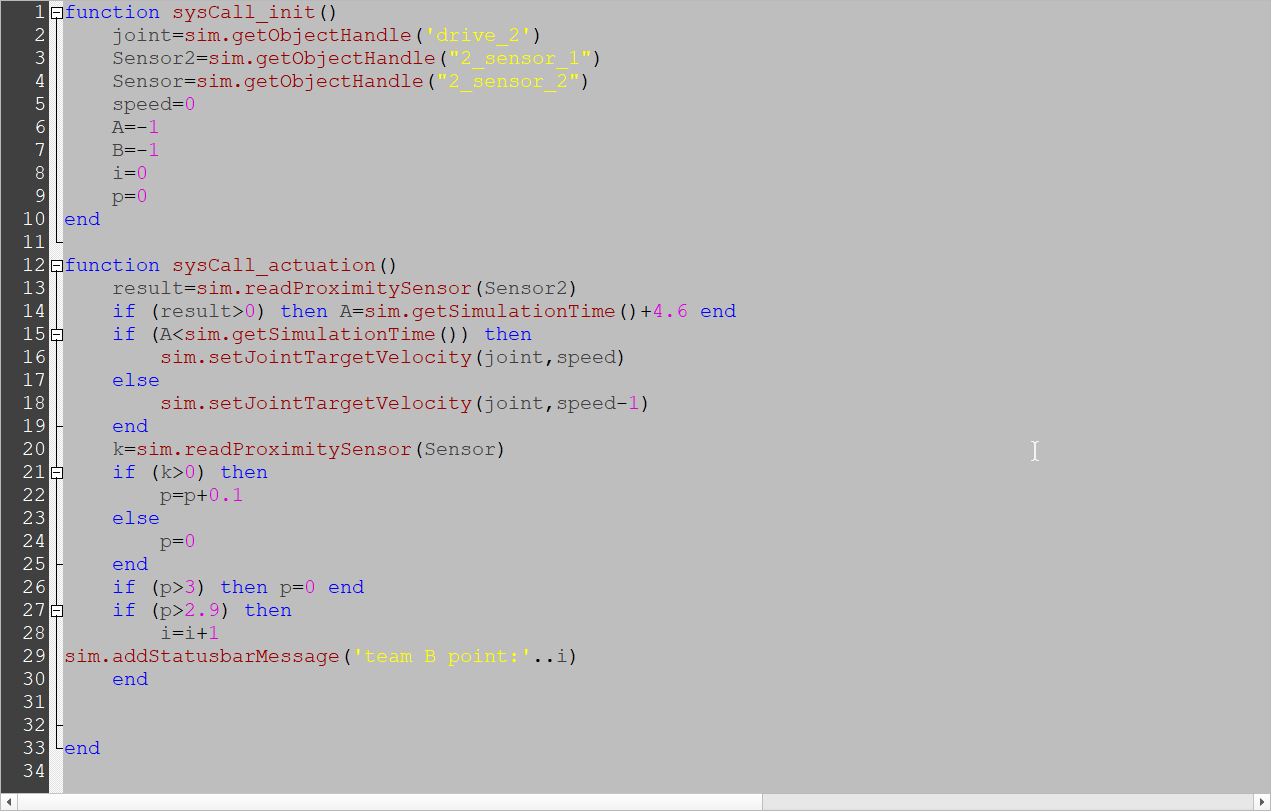 1 function sysCall_init()
2 joint=sim.getObjectHandle('drive_2')
3 Sensor2=sim.getObjectHandle("2_sensor_1")
4 Sensor=sim.getObjectHandle("2_sensor_2")
5 speed=0
6 A=-1
7 B=-1
8 i=0
9 p=0
10 end
11
12 function sysCall_actuation()
13 result=sim.readProximitySensor(Sensor2)
14 if (result>0) then A=sim.getSimulationTime()+4.6 end
15 if (A<sim.getSimulationTime()) then
16 sim.setJointTargetVelocity(joint,speed)
17 else
18 sim.setJointTargetVelocity(joint,speed-1)
19 end
20 k=sim.readProximitySensor(Sensor)
21 if (k>0) then
22 p=p+0.1
23 else
24 p=0
25 end
26 if (p>3) then p=0 end
27 if (p>2.9) then
28 i=i+1
29 sim.addStatusbarMessage('team B point:'..i)
30 end
31
32
33 end
34